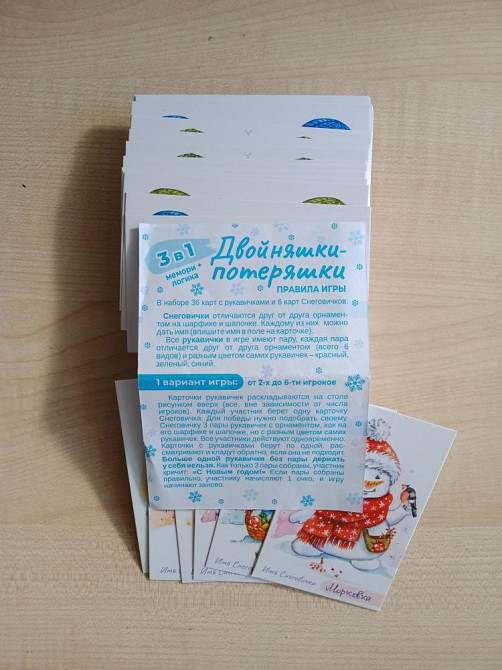 3 в 1
мемори +
логика
Двойняшки-
потеряшки
ПРАВИЛА ИГРЫ
В наборе 36 карт с рукавичками и 6 карт Снеговичков.
Снеговички отличаются друг от друга орнамен-
том на шарфике и шапочке. Каждому из них можно
дать имя (впишите имя в поле на карточке).
Все рукавички в игре имеют пару, каждая пара
отличается друг от друга орнаментом (всего 6
видов) и разным цветом самих рукавичек – красный,
зеленый, синий.
1 вариант игры: от 2-х до 6-ти игроков
Карточки рукавички раскладываются на столе
рисунком вверх (все, вне зависимости от числа
игроков). Каждый участник берет одну карточку
Снеговичка. Для победы нужно подобрать своему
Снеговичку 3 пары рукавичек с орнаментом, как на
его шарфике и шапочке, но с разным цветом самих
рукавичек. Все участники действуют одновременно.
Карточки с рукавичками берут по одной, рас-
сматривают и кладут обратно, если она не подходит.
Больше одной рукавички без пары держать
у себя нельзя. Как только 3 пары собраны, участник
кричит: «С Новым годом!» Если пары собраны
правильно, участнику начисляют 1 очко, и игру
начинают заново.
Имя Снеговичка Морковка
Имя Снегов
Имя